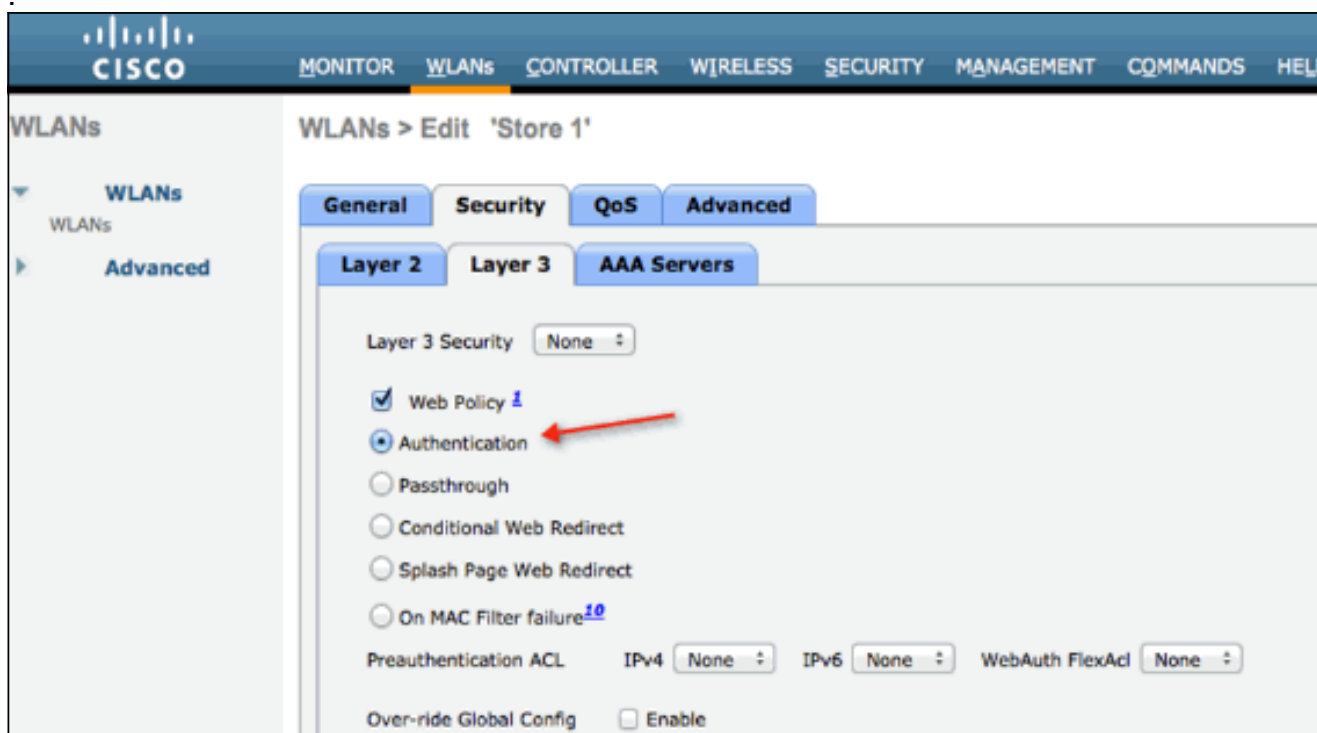 .
CISCO
MONITOR WLANs CONTROLLER WIRELESS SECURITY MANAGEMENT COMMANDS
WLANs
WLANs > Edit 'Store 1'
WLANs
WLANs
Advanced
General Security QoS Advanced
Layer 2 Layer 3 AAA Servers
Layer 3 Security None
Web Policy 1
Authentication
Passthrough
Conditional Web Redirect
Splash Page Web Redirect
On MAC Filter failure10
Preauthentication ACL IPv4 None IPv6 None WebAuth FlexAcl None
Over-ride Global Config Enable